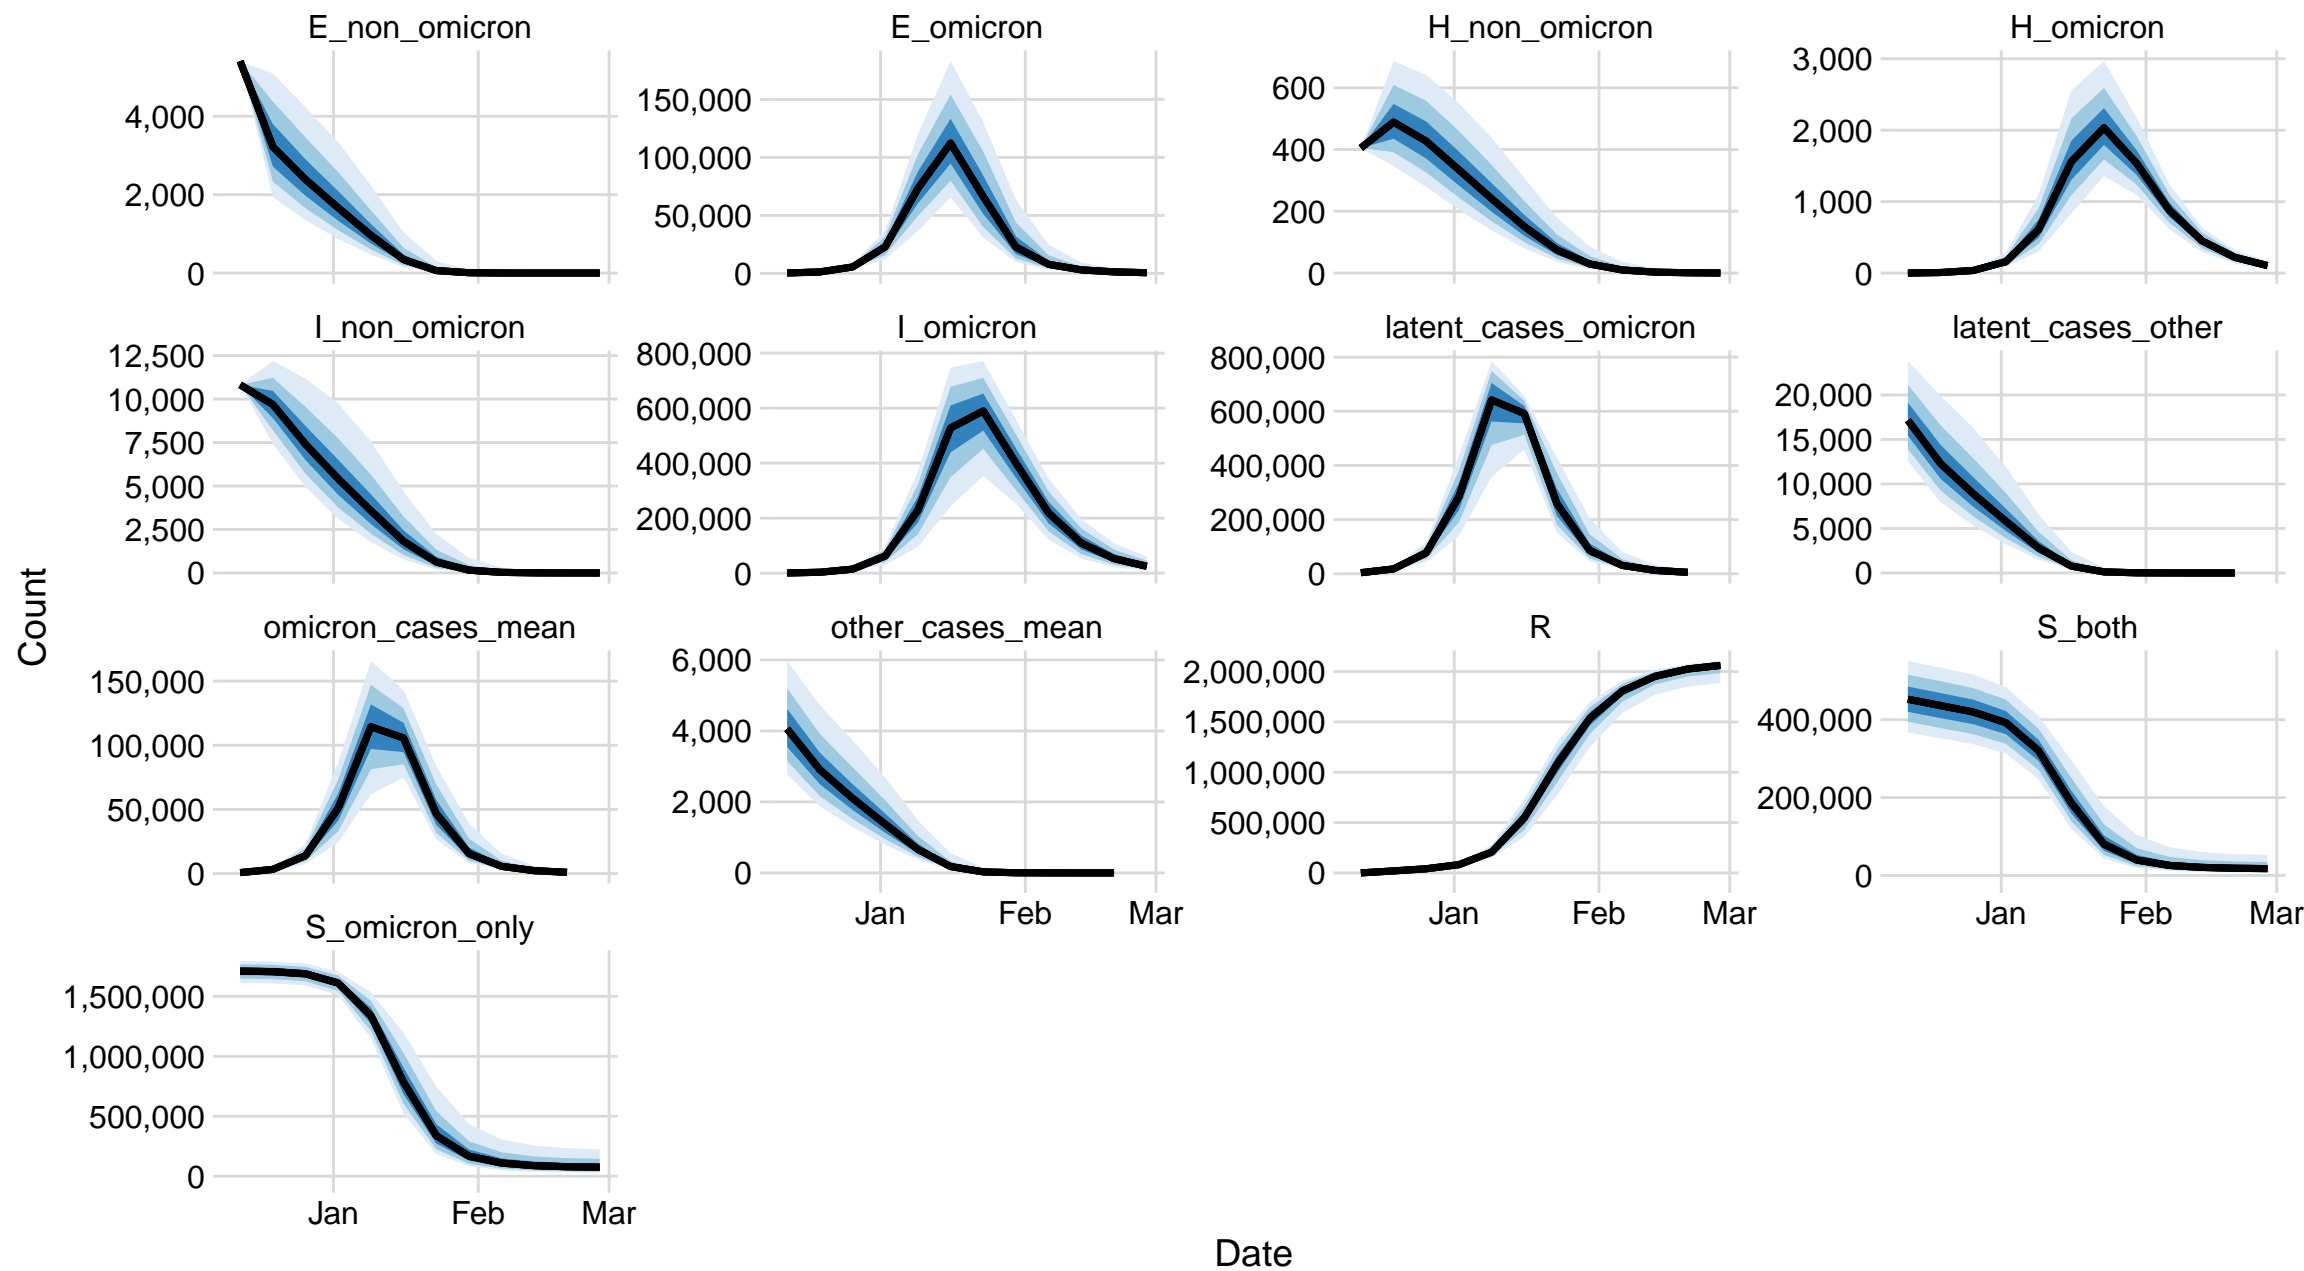 E_non_omicron
4,000
2,000
0
E_omicron
150,000
100,000
50,000
0
H_non_omicron
600
400
200
0
H_omicron
3,000
2,000
1,000
0
I_non_omicron
12,500
10,000
7,500
5,000
2,500
0
I_omicron
800,000
600,000
400,000
200,000
0
latent_cases_omicron
800,000
600,000
400,000
200,000
0
latent_cases_other
20,000
15,000
10,000
5,000
0
omicron_cases_mean
150,000
100,000
50,000
0
other_cases_mean
6,000
4,000
2,000
0
Jan Feb Mar
R
2,000,000
1,500,000
1,000,000
500,000
0
Jan Feb Mar
S_both
400,000
200,000
0
Jan Feb Mar
S_omicron_only
1,500,000
1,000,000
500,000
0
Jan Feb Mar
Count
Date